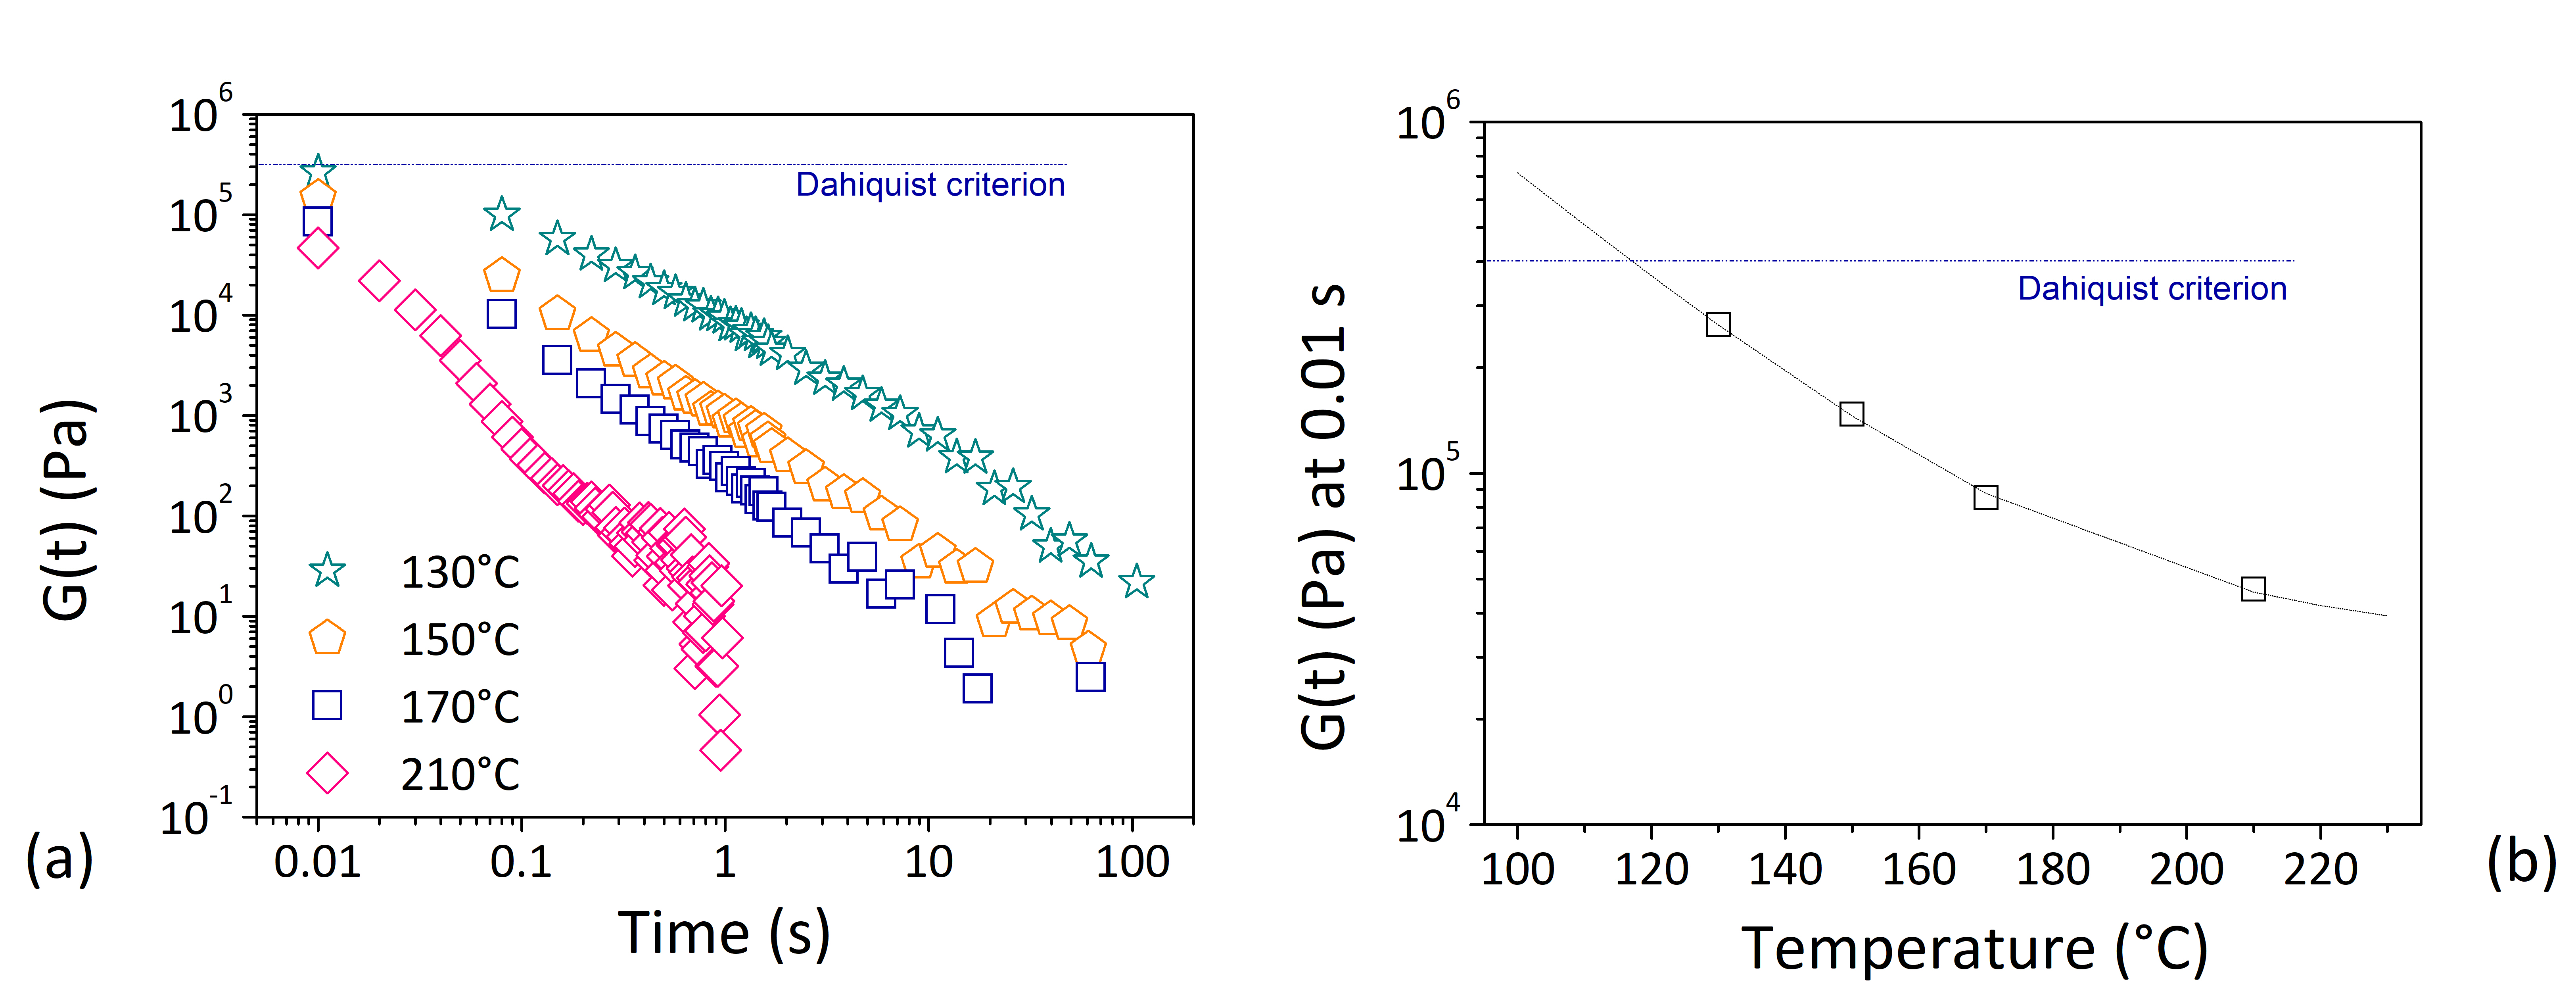 10^6
10^5
10^4
10^3
10^2
10^1
10^0
10^-1
G(t) (Pa)
Dahiquist criterion
130°C
150°C
170°C
210°C
0.01 0.1 1 10 100
Time (s)
(a)
10^6
10^5
10^4
G(t) (Pa) at 0.01 s
Dahiquist criterion
100 120 140 160 180 200 220
Temperature (°C)
(b)